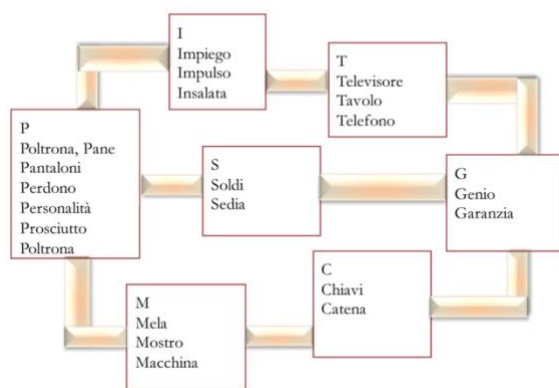 I
Impiego
Impulso
Insalata
T
Televisore
Tavolo
Telefono
P
Poltrona, Pane
Pantaloni
Perdono
Personalità
Prosciutto
Poltrona
S
Soldi
Sedia
G
Genio
Garanzia
M
Mela
Mostro
Macchina
C
Chiavi
Catena